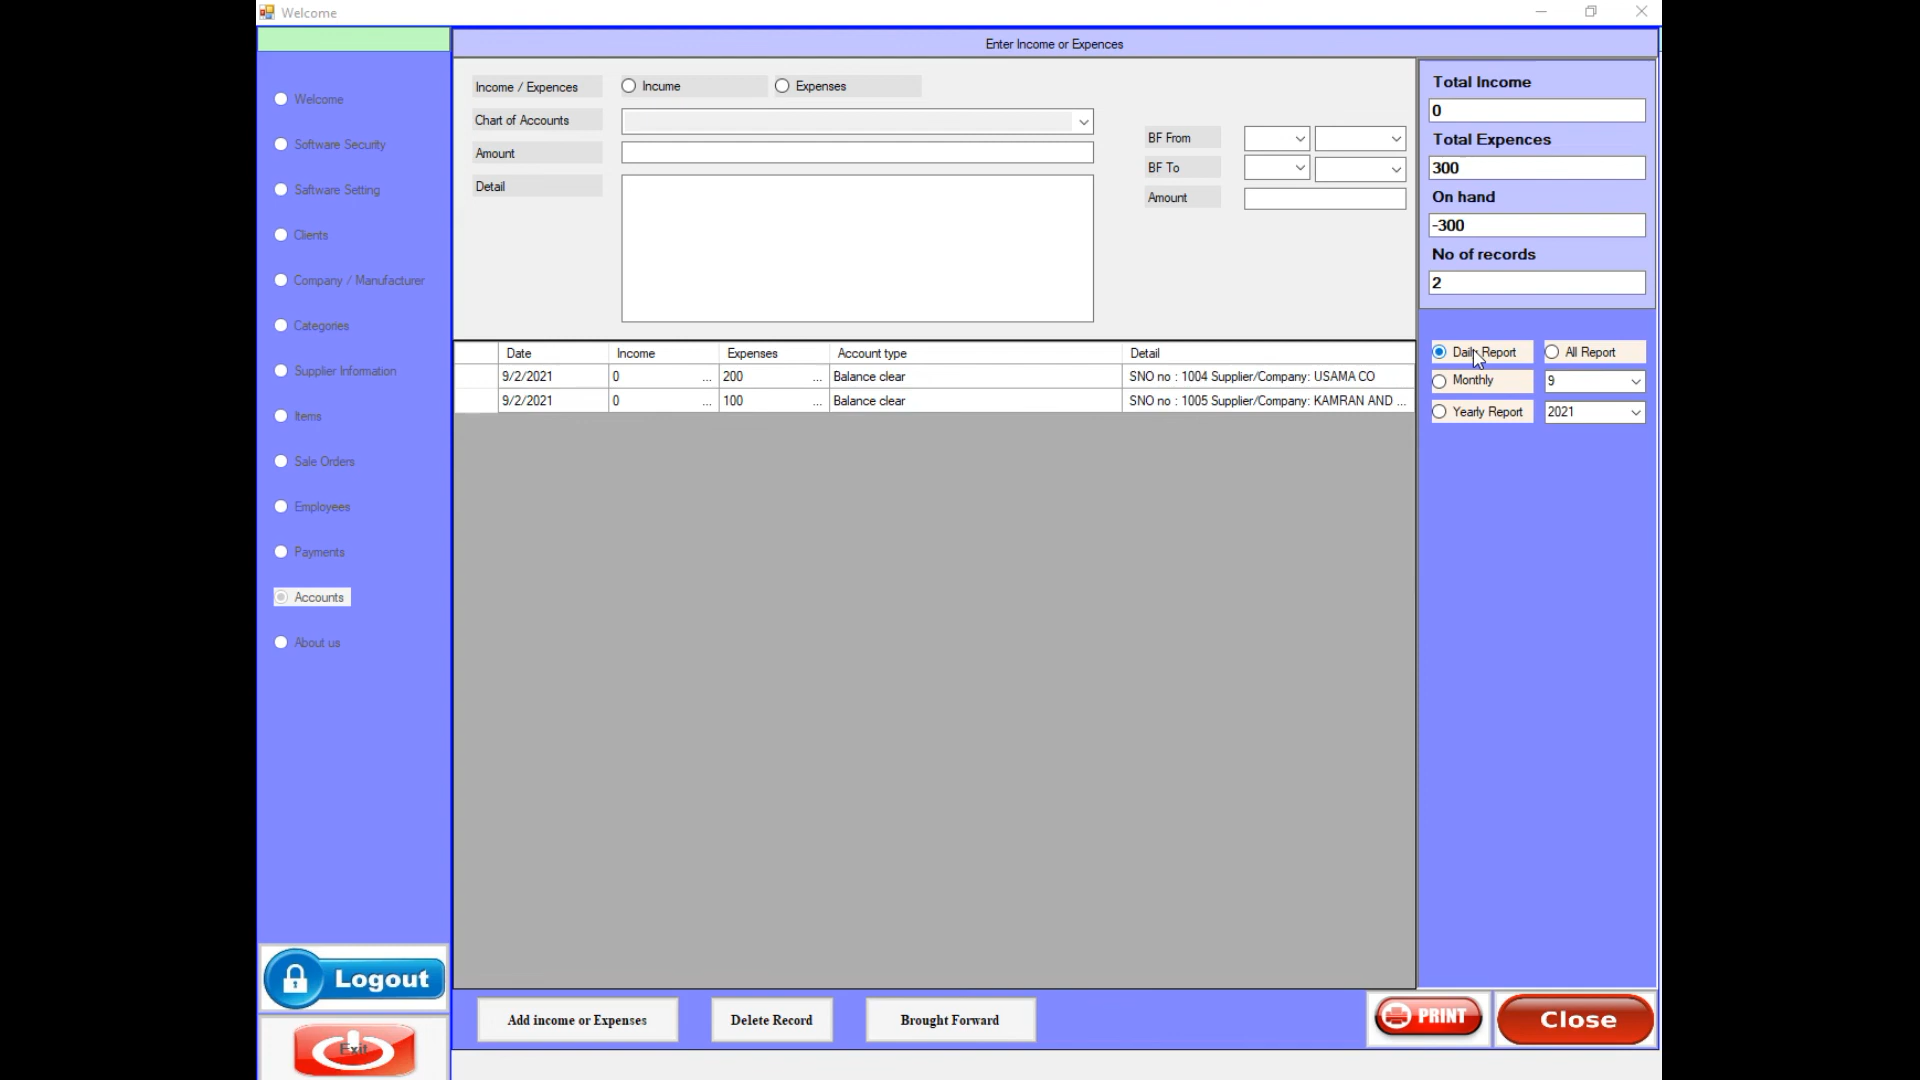 Welcome
Enter Income or Expences
Welcome
Software Security
Saftware Setting
Clients
Company / Manufacturer
Categories
Supplier Information
Items
Sale Orders
Employees
Payments
Accounts
About us
Logout
Exit
Income / Expences
Incume
Expenses
Chart of Accounts
Amount
Detail
BF From
BF To
Amount
Total Income
0
Total Expences
300
On hand
-300
No of records
2
Daily Report
All Report
Monthly
9
Yearly Report
2021
Date Income Expenses Account type Detail
9/2/2021 0 ... 200 ... Balance clear SNO no : 1004 Supplier/Company: USAMA CO
9/2/2021 0 ... 100 ... Balance clear SNO no : 1005 Supplier/Company: KAMRAN AND ...
Add income or Expenses
Delete Record
Brought Forward
PRINT
Close